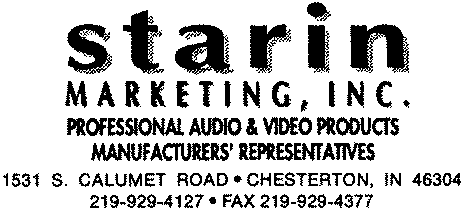 starin
MARKETING, INC.
PROFESSIONAL AUDIO & VIDEO PRODUCTS
MANUFACTURERS' REPRESENTATIVES
1531 S. CALUMET ROAD • CHESTERTON, IN 46304
219-929-4127 • FAX 219-929-4377